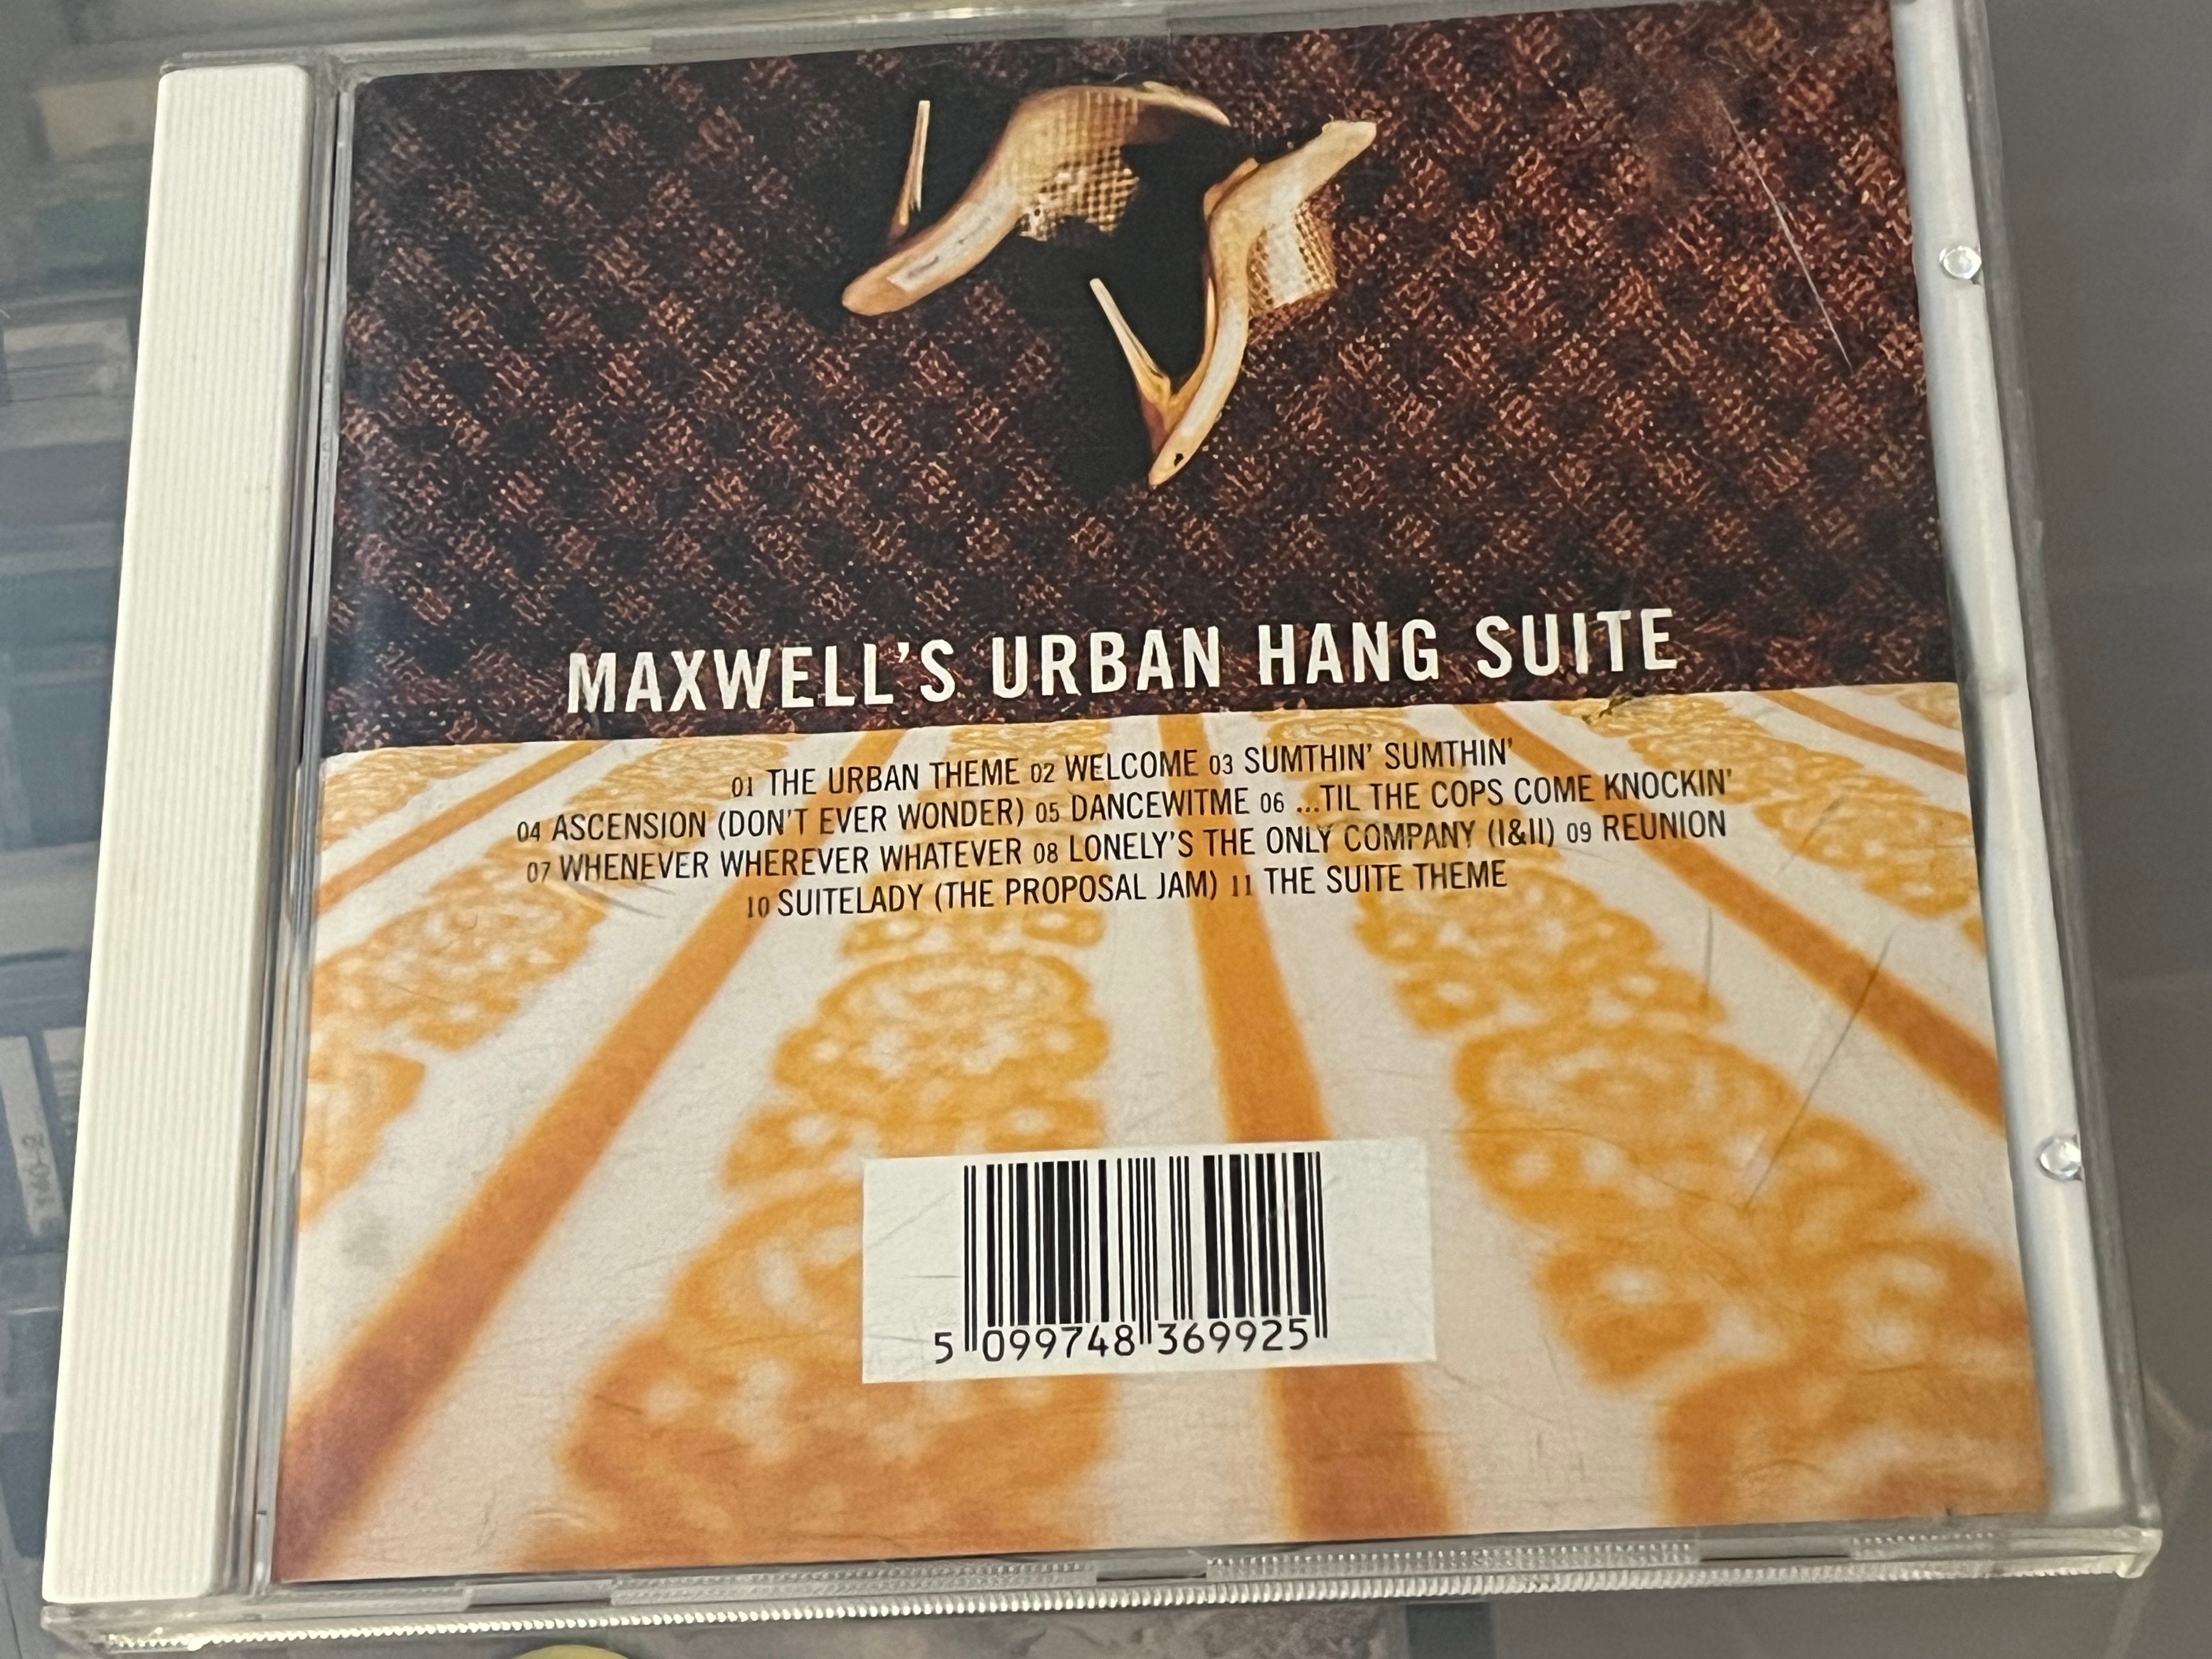 MAXWELL'S URBAN HANG SUITE
01 THE URBAN THEME 02 WELCOME 03 SUMTHIN' SUMTHIN'
04 ASCENSION (DON'T EVER WONDER) 05 DANCEWITME 06 ...TIL THE COPS COME KNOCKIN'
07 WHENEVER WHEREVER WHATEVER 08 LONELY'S THE ONLY COMPANY (I&II) 09 REUNION
10 SUITELADY (THE PROPOSAL JAM) 11 THE SUITE THEME
5 099748 369925